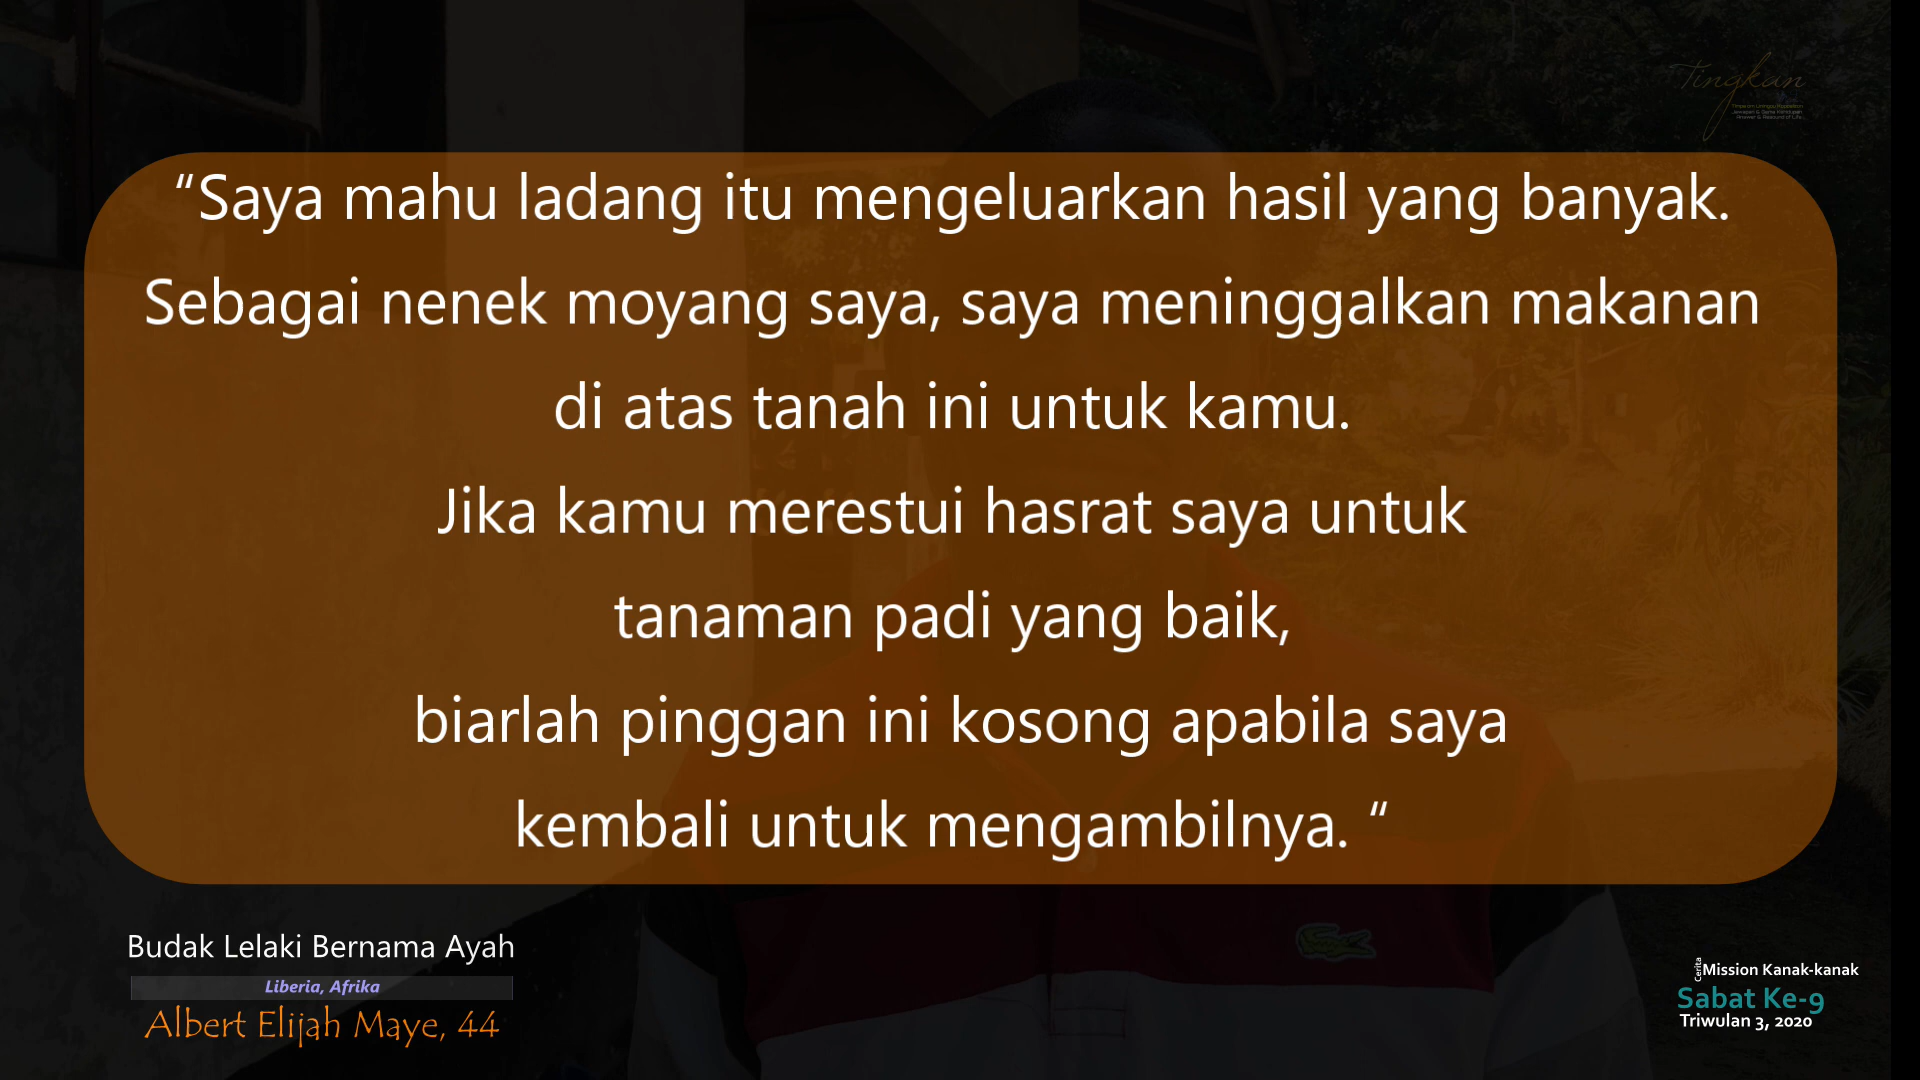 Tingkan
“Saya mahu ladang itu mengeluarkan hasil yang banyak.
Sebagai nenek moyang saya, saya meninggalkan makanan
di atas tanah ini untuk kamu.
Jika kamu merestui hasrat saya untuk
tanaman padi yang baik,
biarlah pinggan ini kosong apabila saya
kembali untuk mengambilnya. “
Budak Lelaki Bernama Ayah
Liberia, Afrika
Albert Elijah Maye, 44
Cerita
Mission Kanak-kanak
Sabat Ke-9
Triwulan 3, 2020